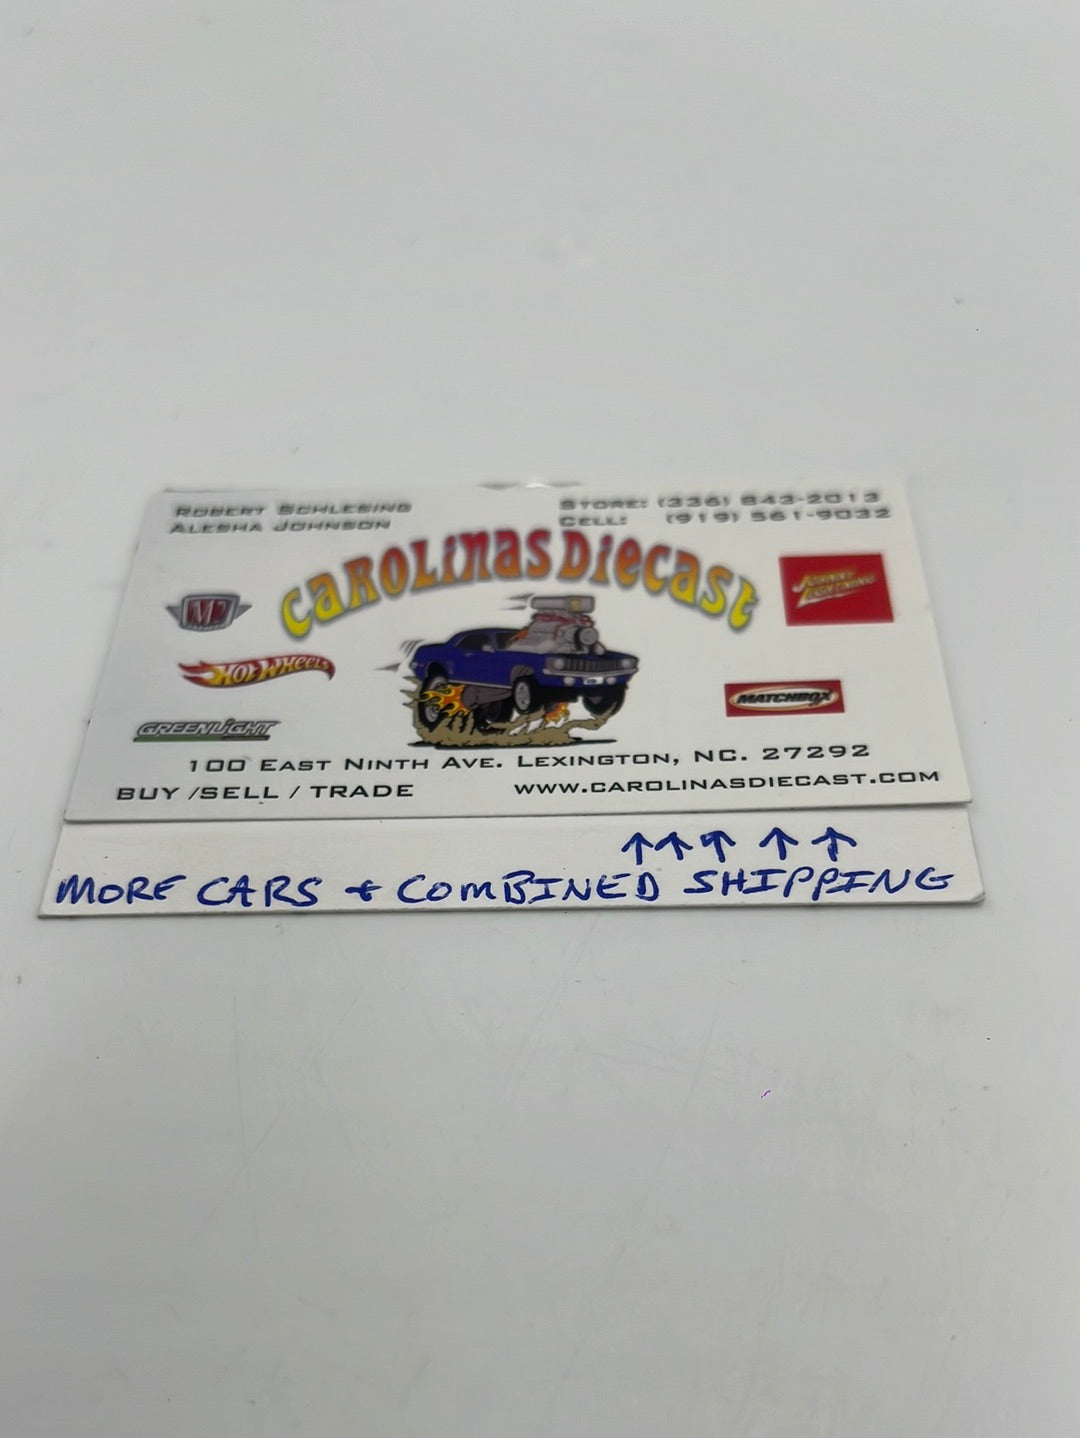 ROBERT SCHLESING
ALESHA JOHNSON
STORE: (336) 843-2013
CELL: (919) 561-9032
CAROLINAS DIECAST
M2
HOT WHEELS
GREENLIGHT
JOHNNY
LIGHTNING
MATCHBOX
100 EAST NINTH AVE. LEXINGTON, NC. 27292
BUY /SELL / TRADE
WWW.CAROLINASDIECAST.COM
↑↑↑ ↑ ↑
MORE CARS & COMBINED SHIPPING